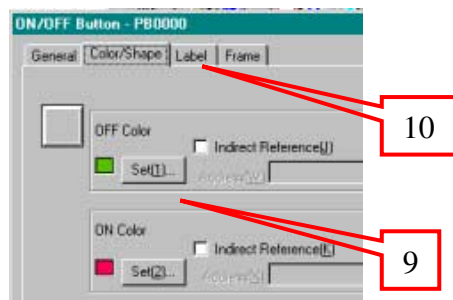 ON/OFF Button - PB0000
General Color/Shape Label Frame
10
OFF Color
Indirect Reference(J)
Set(1)...
Address(W)
ON Color
9
Indirect Reference(K)
Set(2)...